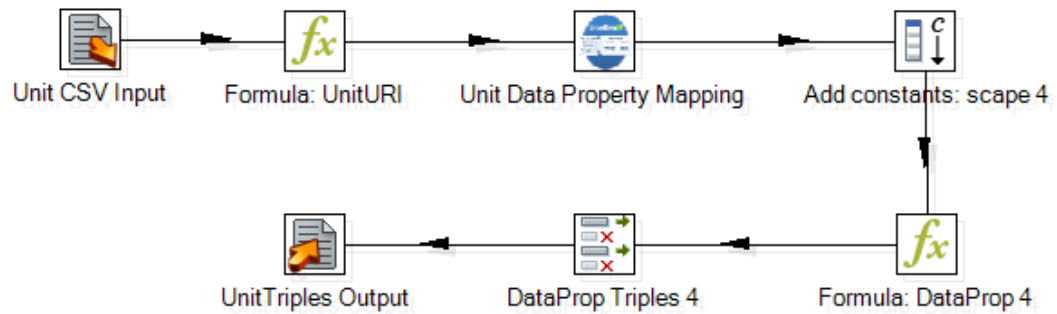 Unit CSV Input
Formula: UnitURI
Unit Data Property Mapping
Add constants: scape 4
UnitTriples Output
DataProp Triples 4
Formula: DataProp 4